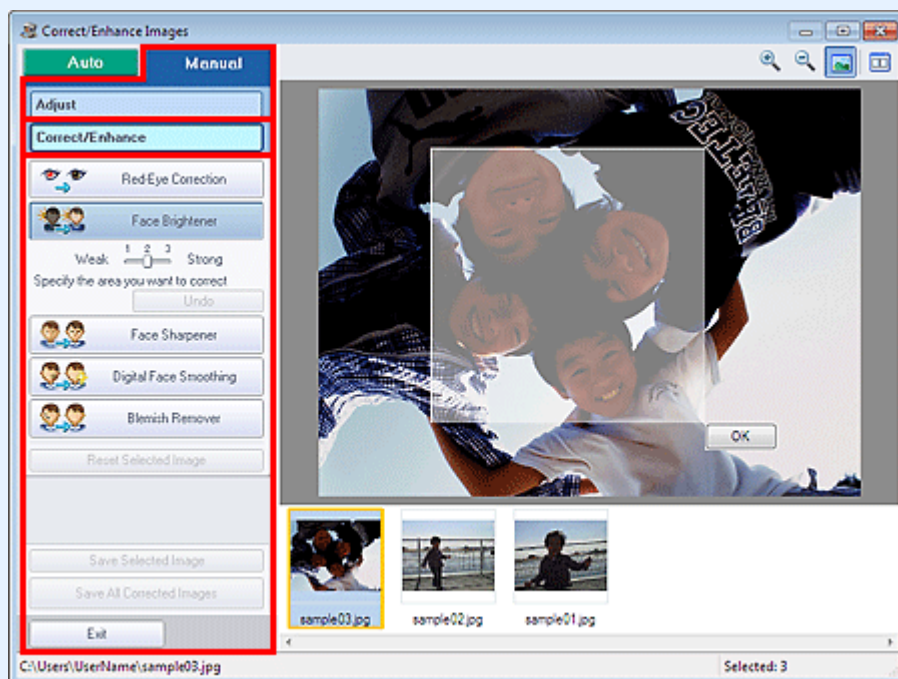 Correct/Enhance Images
Auto
Manual
Adjust
Correct/Enhance
Red-Eye Correction
Face Brightener
1 2 3
Weak Strong
Specify the area you want to correct
Undo
Face Sharpener
Digital Face Smoothing
Blemish Remover
Reset Selected Image
Save Selected Image
Save All Corrected Images
Exit
OK
sample03.jpg
sample02.jpg
sample01.jpg
C:\Users\UserName\sample03.jpg
Selected: 3